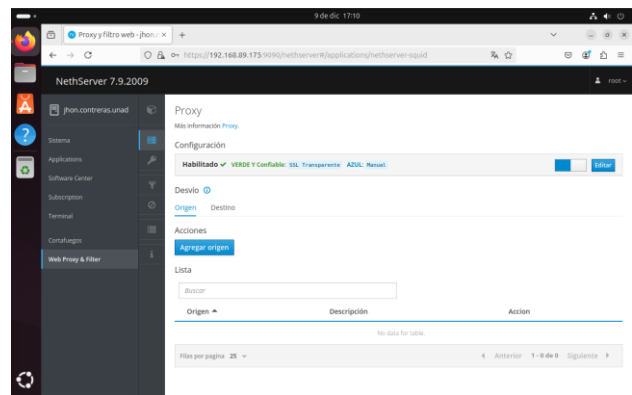 9 de dic 17:10
Proxy y filtro web - jhon.c
https://192.168.89.173:9090/nethserver#/applications/nethserver-squid
NethServer 7.9.2009
root
jhon.contreras.unad
Sistema
Applications
Software Center
Subscription
Terminal
Cortafuegos
Web Proxy & Filter
Proxy
Más información Proxy.
Configuración
Habilitado ✔ VERDE Y Confiable: SSL Transparente AZUL: Manual
Editar
Desvio
Origen Destino
Acciones
Agregar origen
Lista
Buscar
Origen Descripción Accion
No data for table.
Filas por pagina 25
Anterior 1 - 0 de 0 Siguiente